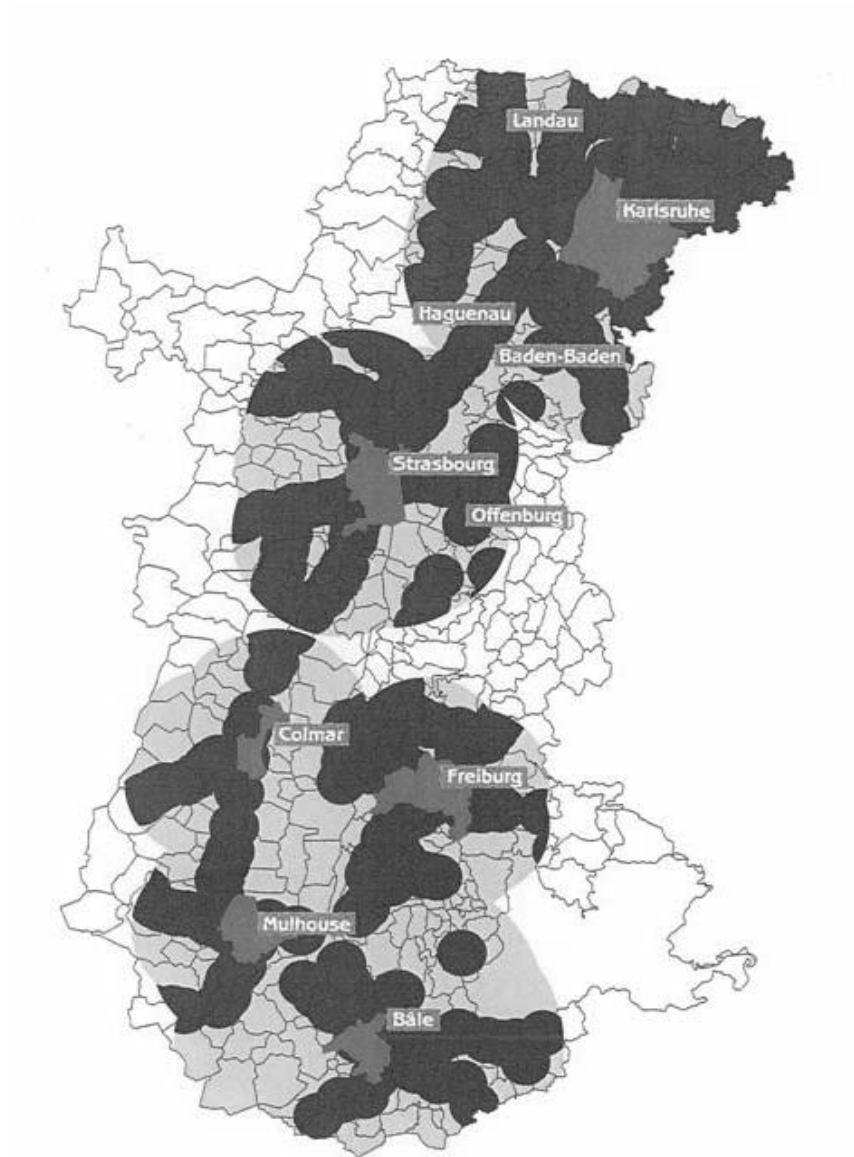 Landau
Karlsruhe
Haguenau
Baden-Baden
Strasbourg
Offenburg
Colmar
Freiburg
Mulhouse
Bâle